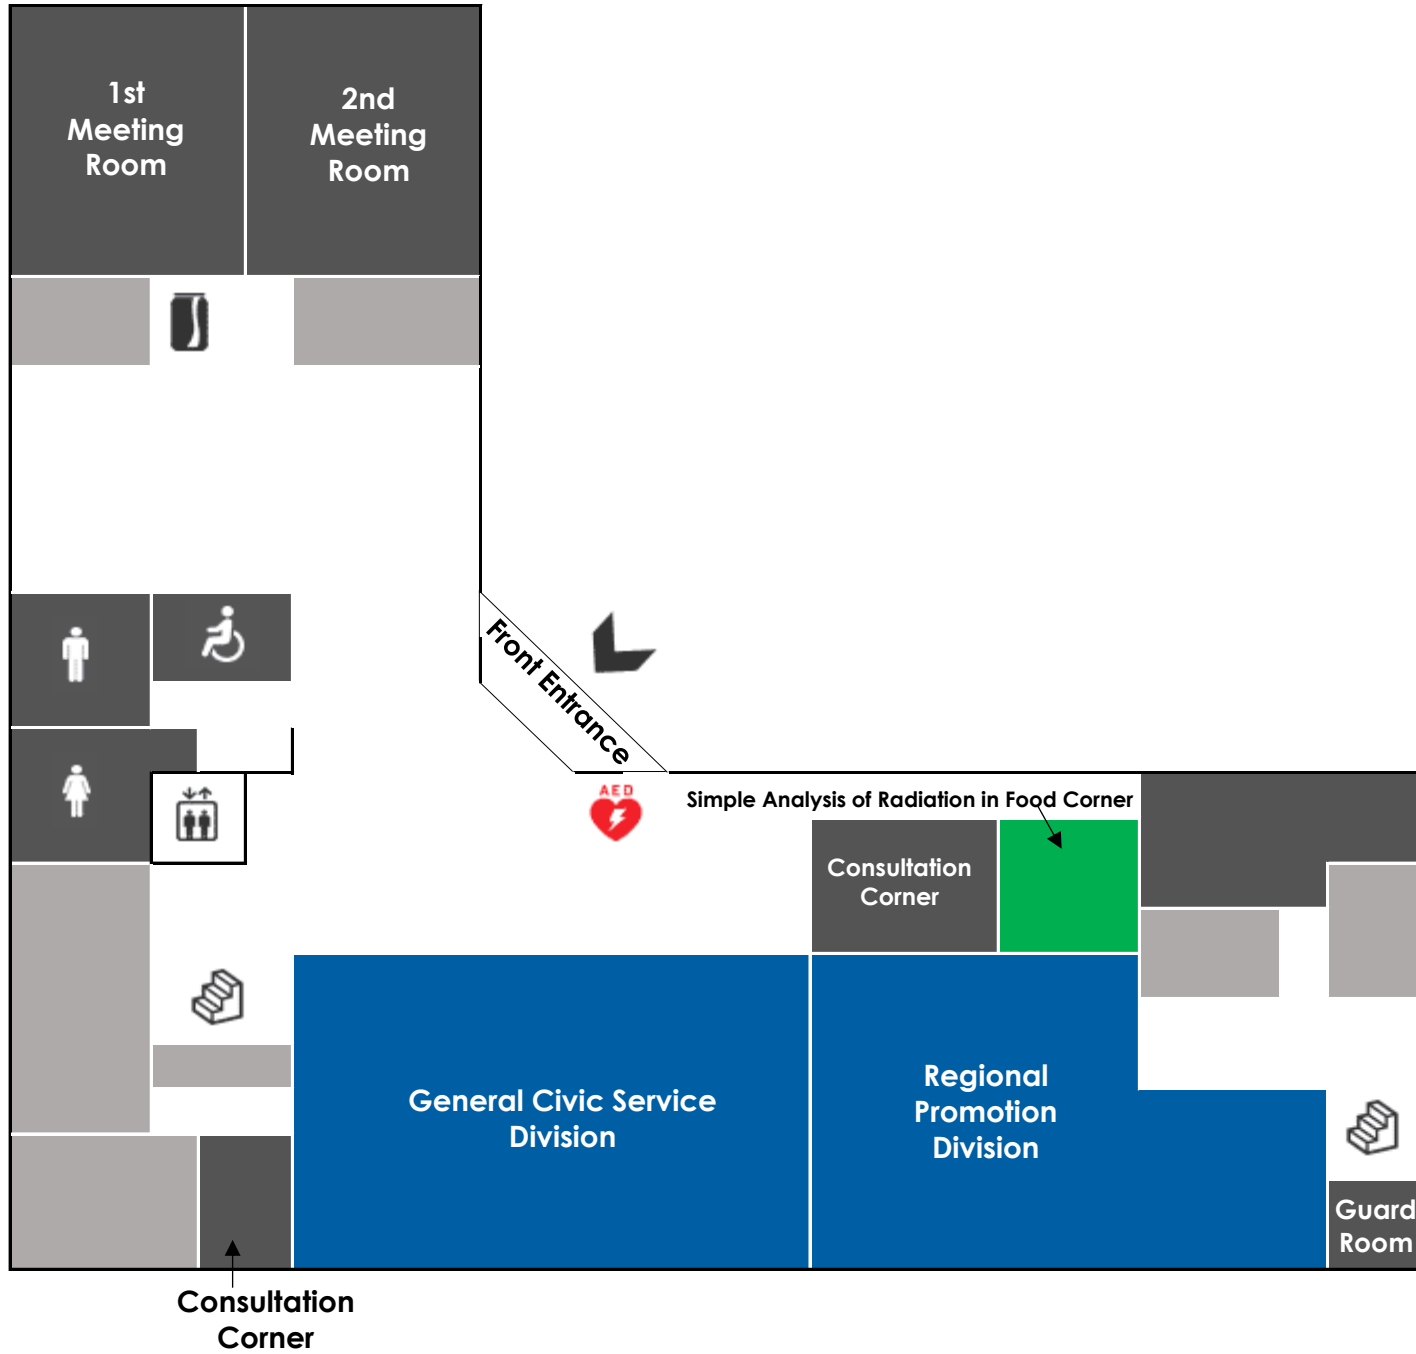 1st
Meeting
Room
2nd
Meeting
Room
Front Entrance
AED
Simple Analysis of Radiation in Food Corner
Consultation
Corner
General Civic Service
Division
Regional
Promotion
Division
Guard
Room
Consultation
Corner